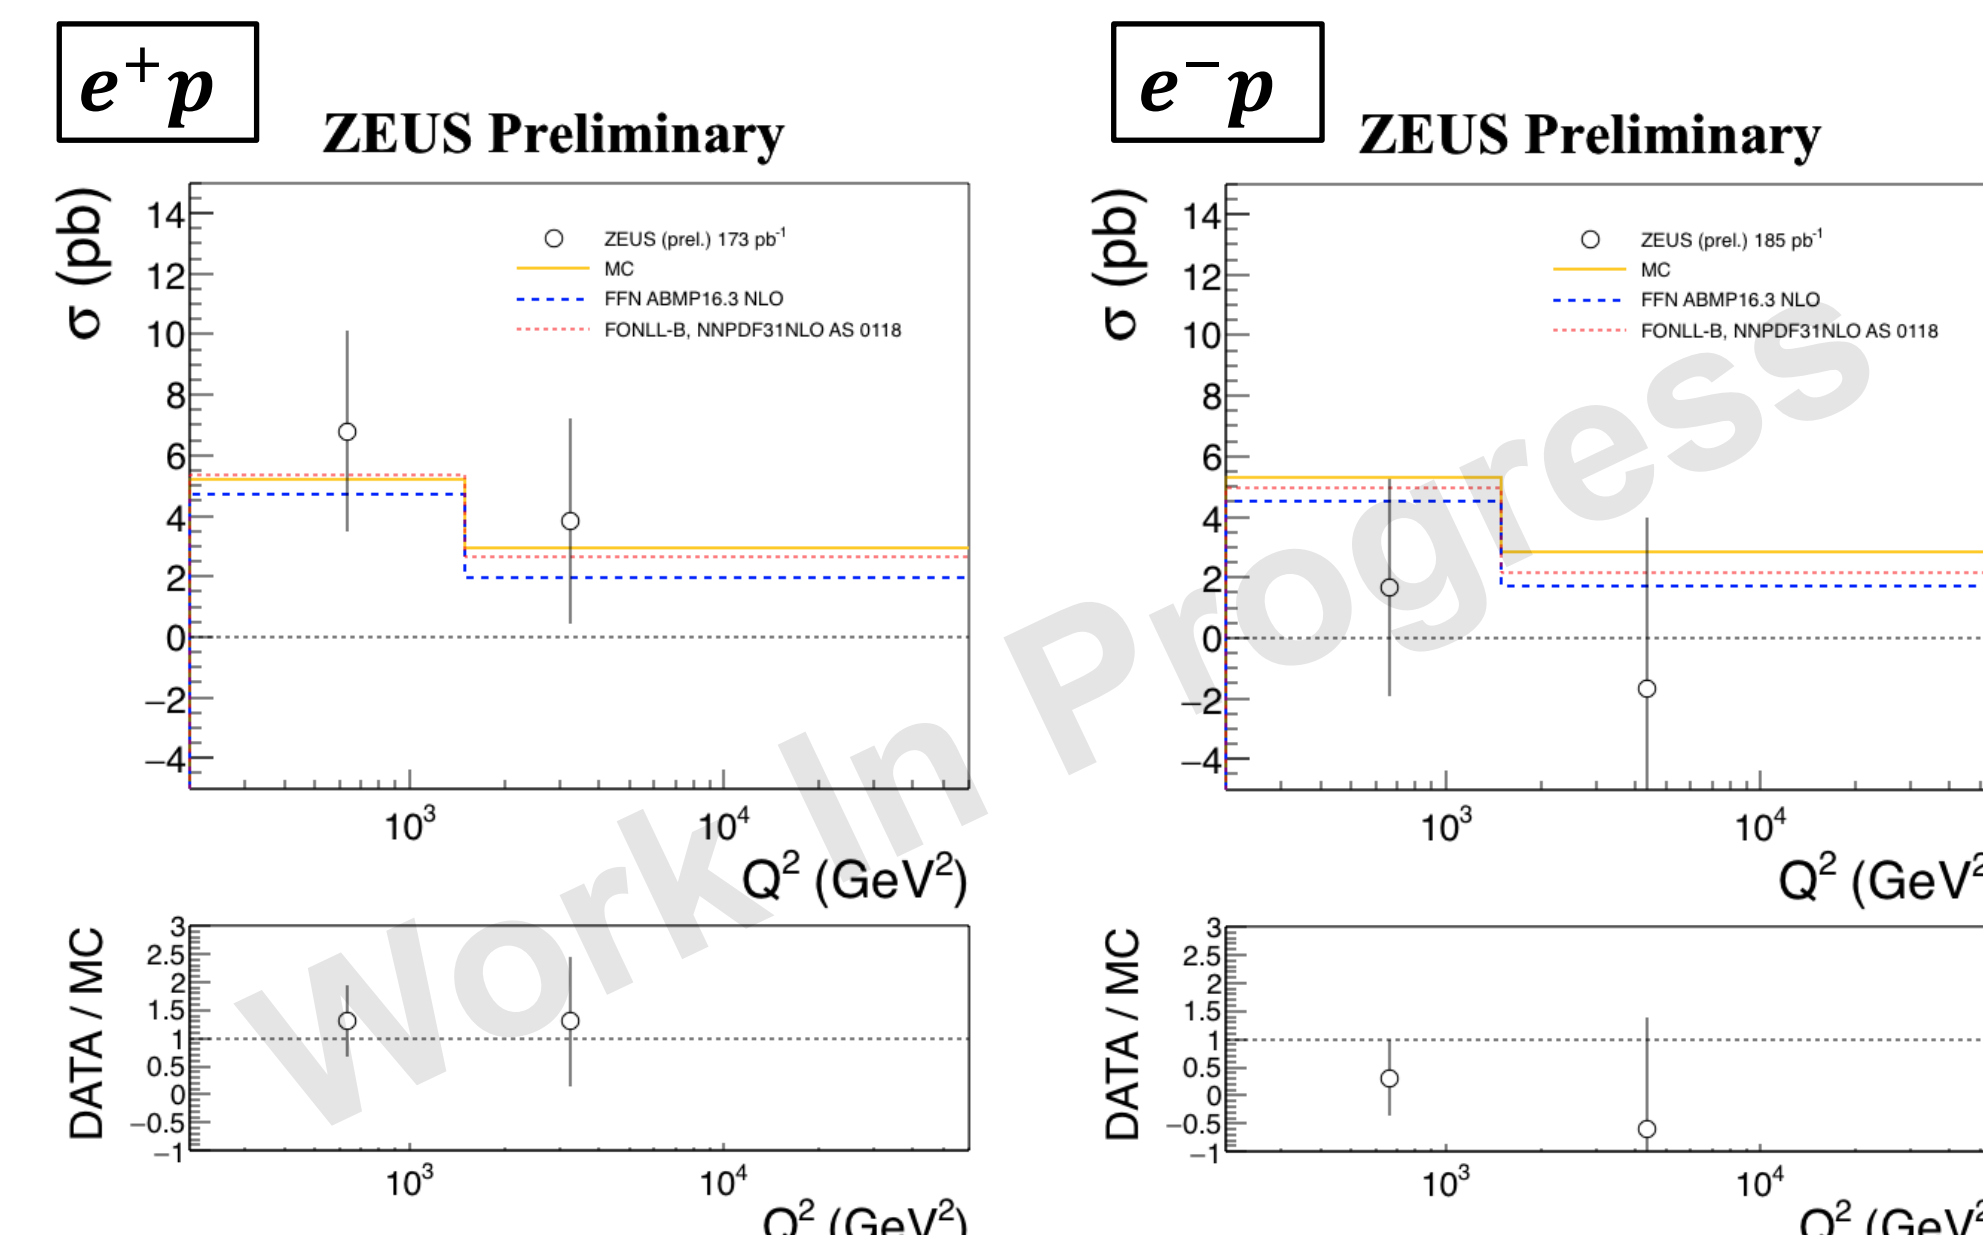 e⁺p
ZEUS Preliminary
σ (pb)
14
12
10
8
6
4
2
0
−2
−4
ZEUS (prel.) 173 pb⁻¹
MC
FFN ABMP16.3 NLO
FONLL-B, NNPDF31NLO AS 0118
10³ 10⁴
Q² (GeV²)
DATA / MC
3
2.5
2
1.5
1
0.5
0
−0.5
−1
10³ 10⁴
Q² (GeV²)
e⁻p
ZEUS Preliminary
σ (pb)
14
12
10
8
6
4
2
0
−2
−4
ZEUS (prel.) 185 pb⁻¹
MC
FFN ABMP16.3 NLO
FONLL-B, NNPDF31NLO AS 0118
10³ 10⁴
Q² (GeV²
DATA / MC
3
2.5
2
1.5
1
0.5
0
−0.5
−1
10³ 10⁴
Q² (GeV²
Work In Progress